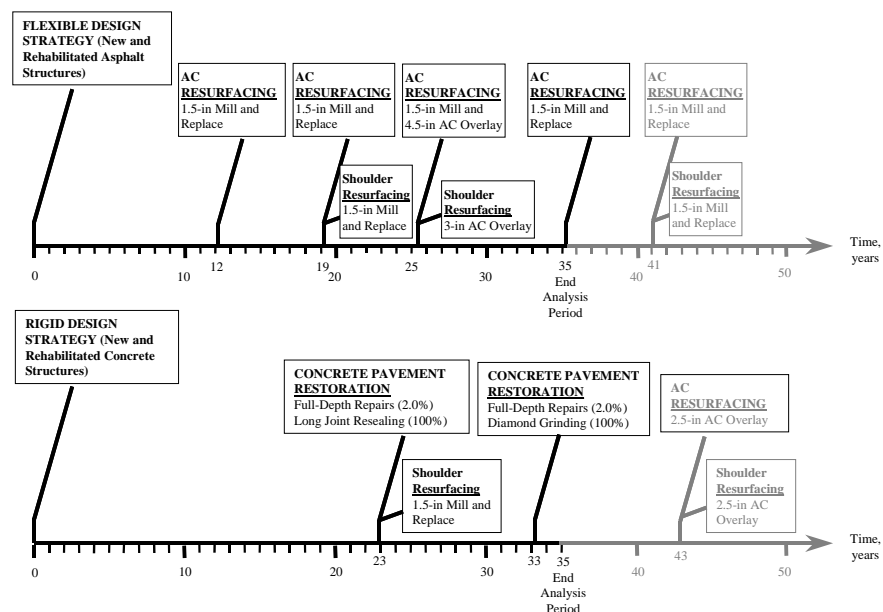 FLEXIBLE DESIGN
STRATEGY (New and
Rehabilitated Asphalt
Structures)
AC
RESURFACING
1.5-in Mill and
Replace
AC
RESURFACING
1.5-in Mill and
Replace
AC
RESURFACING
1.5-in Mill and
4.5-in AC Overlay
AC
RESURFACING
1.5-in Mill and
Replace
AC
RESURFACING
1.5-in Mill and
Replace
Shoulder
Resurfacing
1.5-in Mill
and Replace
Shoulder
Resurfacing
3-in AC Overlay
Shoulder
Resurfacing
1.5-in Mill
and Replace
0
10
12
19
20
25
30
35
End
Analysis
Period
40
41
50
Time,
years
RIGID DESIGN
STRATEGY (New and
Rehabilitated Concrete
Structures)
CONCRETE PAVEMENT
RESTORATION
Full-Depth Repairs (2.0%)
Long Joint Resealing (100%)
CONCRETE PAVEMENT
RESTORATION
Full-Depth Repairs (2.0%)
Diamond Grinding (100%)
AC
RESURFACING
2.5-in AC Overlay
Shoulder
Resurfacing
1.5-in Mill and
Replace
Shoulder
Resurfacing
2.5-in AC
Overlay
0
10
20
23
30
33
35
End
Analysis
Period
40
43
50
Time,
years